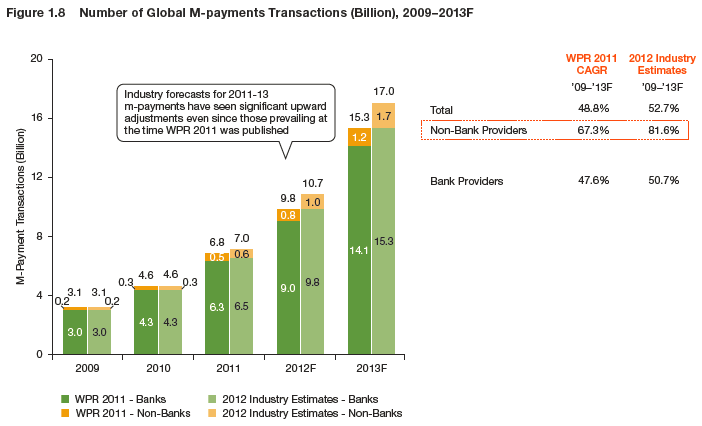 Figure 1.8 Number of Global M-payments Transactions (Billion), 2009–2013F
M-Payment Transactions (Billion)
20
16
12
8
4
0
Industry forecasts for 2011-13
m-payments have seen significant upward
adjustments even since those prevailing at
the time WPR 2011 was published
3.1 3.1
0.2 0.2
3.0 3.0
4.6 4.6
0.3 0.3
4.3 4.3
6.8 7.0
0.5 0.6
6.3 6.5
9.8 10.7
0.8 1.0
9.0 9.8
15.3 17.0
1.2 1.7
14.1 15.3
2009 2010 2011 2012F 2013F
WPR 2011 - Banks 2012 Industry Estimates - Banks
WPR 2011 - Non-Banks 2012 Industry Estimates - Non-Banks
WPR 2011 2012 Industry
CAGR Estimates
’09–’13F ’09–’13F
Total 48.8% 52.7%
Non-Bank Providers 67.3% 81.6%
Bank Providers 47.6% 50.7%